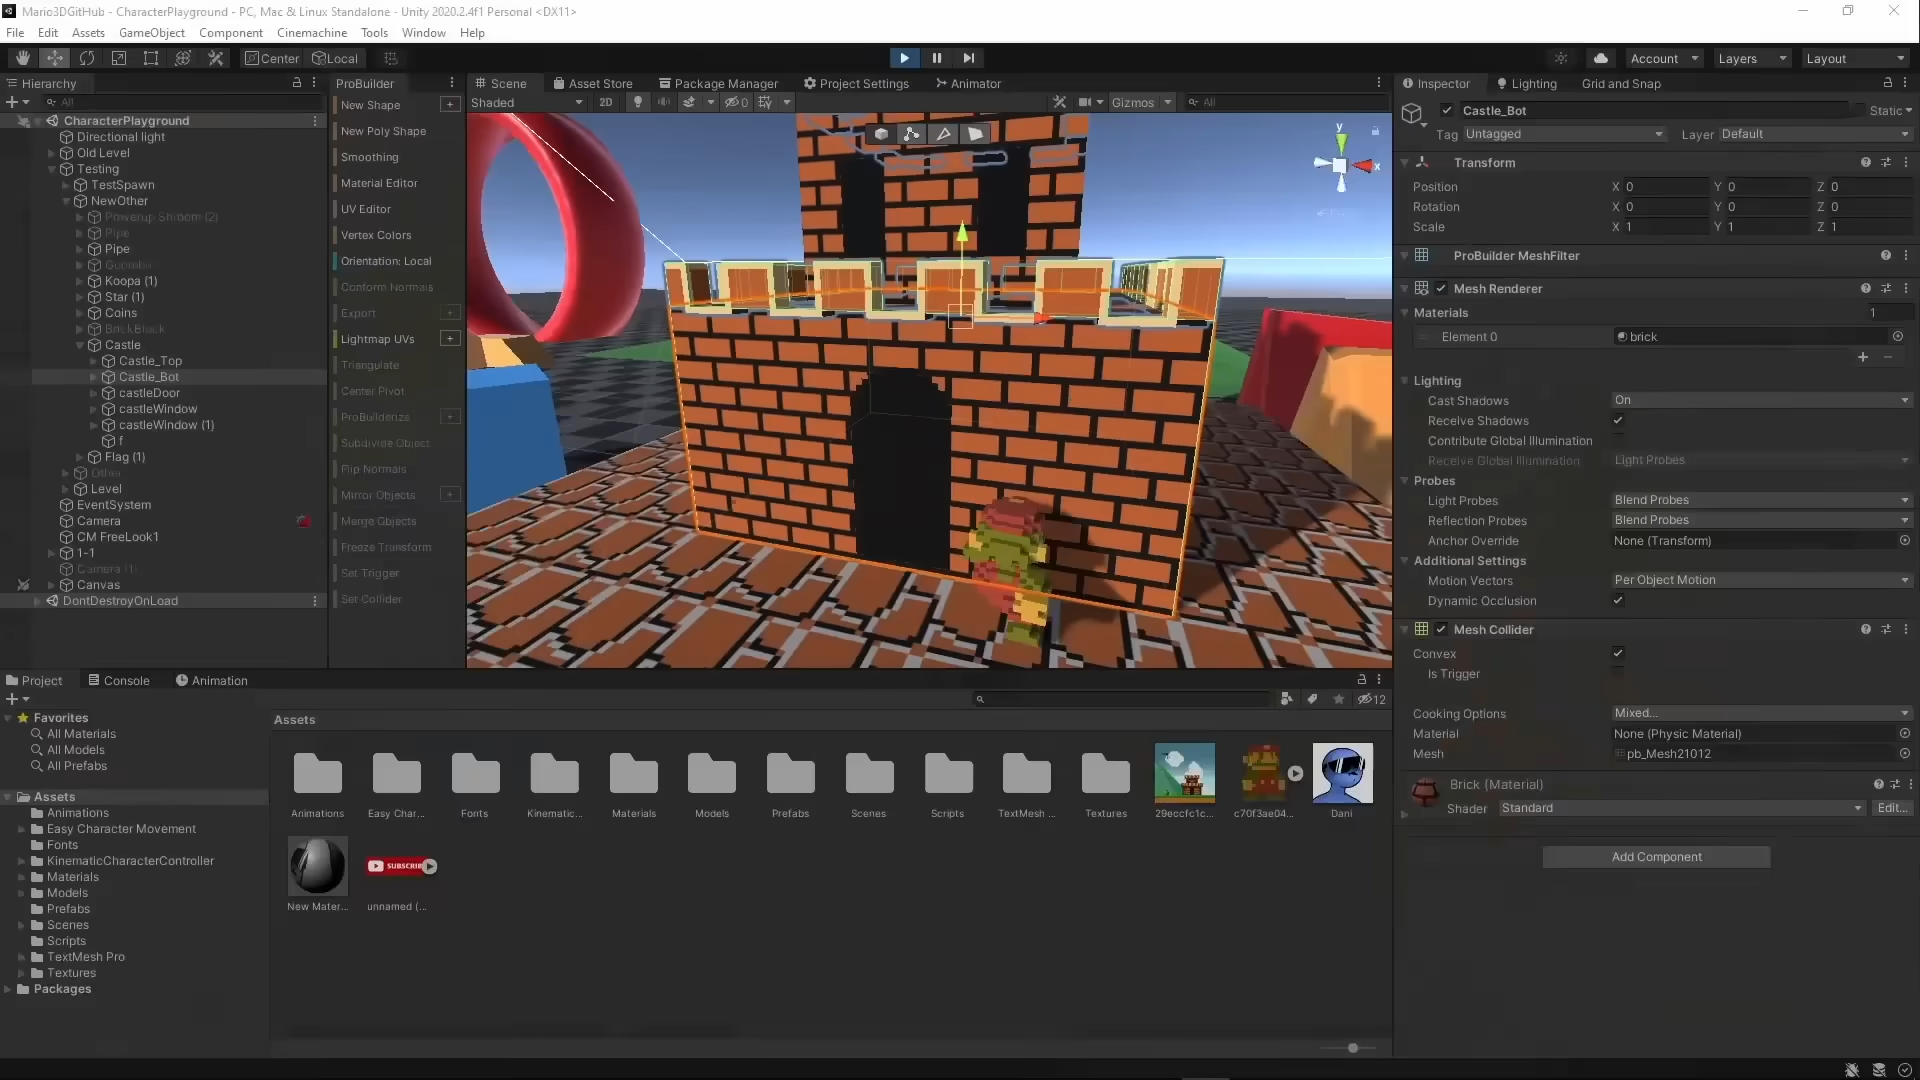 Mario3DGitHub - CharacterPlayground - PC, Mac & Linux Standalone - Unity 2020.2.4f1 Personal <DX11>
File Edit Assets GameObject Component Cinemachine Tools Window Help
Center Local Account Layers Layout
Hierarchy
All
CharacterPlayground
Directional light
Old Level
Testing
TestSpawn
NewOther
Powerup Shroom (2)
Pipe
Pipe
Goomba
Koopa (1)
Star (1)
Coins
BrickBlock
Castle
Castle_Top
Castle_Bot
castleDoor
castleWindow
castleWindow (1)
f
Flag (1)
Other
Level
EventSystem
Camera
CM FreeLook1
1-1
Camera (1)
Canvas
DontDestroyOnLoad
ProBuilder
New Shape
New Poly Shape
Smoothing
Material Editor
UV Editor
Vertex Colors
Orientation: Local
Conform Normals
Export
Lightmap UVs
Triangulate
Center Pivot
ProBuilderize
Subdivide Object
Flip Normals
Mirror Objects
Merge Objects
Freeze Transform
Set Trigger
Set Collider
Scene Asset Store Package Manager Project Settings Animator
Shaded 2D 0 Gizmos All
y
x
Inspector Lighting Grid and Snap
Castle_Bot Static
Tag Untagged Layer Default
Transform
Position X 0 Y 0 Z 0
Rotation X 0 Y 0 Z 0
Scale X 1 Y 1 Z 1
ProBuilder MeshFilter
Mesh Renderer
Materials 1
Element 0 brick
Lighting
Cast Shadows On
Receive Shadows
Contribute Global Illumination
Receive Global Illumination Light Probes
Probes
Light Probes Blend Probes
Reflection Probes Blend Probes
Anchor Override None (Transform)
Additional Settings
Motion Vectors Per Object Motion
Dynamic Occlusion
Mesh Collider
Convex
Is Trigger
Cooking Options Mixed...
Material None (Physic Material)
Mesh pb_Mesh21012
Brick (Material)
Shader Standard Edit...
Add Component
Project Console Animation
12
Favorites
All Materials
All Models
All Prefabs
Assets
Animations
Easy Character Movement
Fonts
KinematicCharacterController
Materials
Models
Prefabs
Scenes
Scripts
TextMesh Pro
Textures
Packages
Assets
Animations Easy Char... Fonts Kinematic... Materials Models Prefabs Scenes Scripts TextMesh ... Textures 29eccfc1c... c70f3ae04... Dani
SUBSCRIB
New Mater... unnamed (...